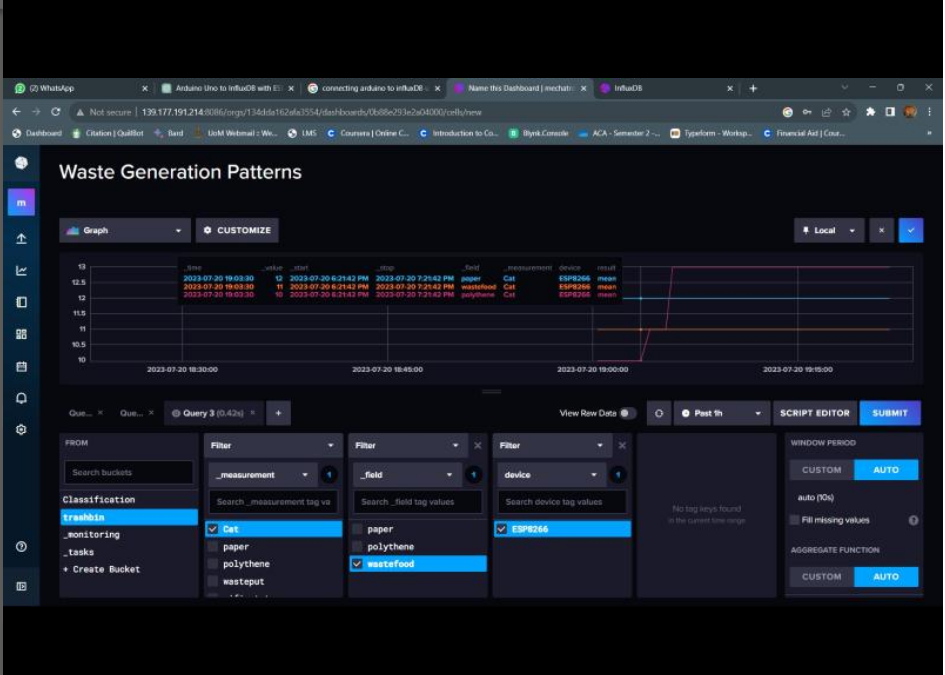 (2) WhatsApp
Arduino Uno to InfluxDB with ES
connecting arduino to influxDB c
Name this Dashboard | mechatro
InfluxDB
Not secure | 139.177.191.214:8086/orgs/134dda162afa3554/dashboards/0b88e293e2a04000/cells/new
Dashboard
Citation | QuillBot
Bard
UoM Webmail :: We...
LMS
Coursera | Online C...
Introduction to Co...
Blynk.Console
ACA - Semester 2 -...
Typeform - Worksp...
Financial Aid | Cour...
»
m
Waste Generation Patterns
Graph
CUSTOMIZE
Local
_time _value _start _stop _field _measurement device result
2023-07-20 19:03:30 12 2023-07-20 6:21:42 PM 2023-07-20 7:21:42 PM paper Cat ESP8266 mean
2023-07-20 19:03:30 11 2023-07-20 6:21:42 PM 2023-07-20 7:21:42 PM wastefood Cat ESP8266 mean
2023-07-20 19:03:30 10 2023-07-20 6:21:42 PM 2023-07-20 7:21:42 PM polythene Cat ESP8266 mean
13
12.5
12
11.5
11
10.5
10
2023-07-20 18:30:00
2023-07-20 18:45:00
2023-07-20 19:00:00
2023-07-20 19:15:00
Que...
Que...
Query 3 (0.42s)
+
View Raw Data
Past 1h
SCRIPT EDITOR
SUBMIT
FROM
Search buckets
Classification
trashbin
_monitoring
_tasks
+ Create Bucket
Filter
_measurement
1
Search _measurement tag va
Cat
paper
polythene
wasteput
Filter
_field
1
Search _field tag values
paper
polythene
wastefood
Filter
device
1
Search device tag values
ESP8266
No tag keys found
in the current time range
WINDOW PERIOD
CUSTOM
AUTO
auto (10s)
Fill missing values
AGGREGATE FUNCTION
CUSTOM
AUTO